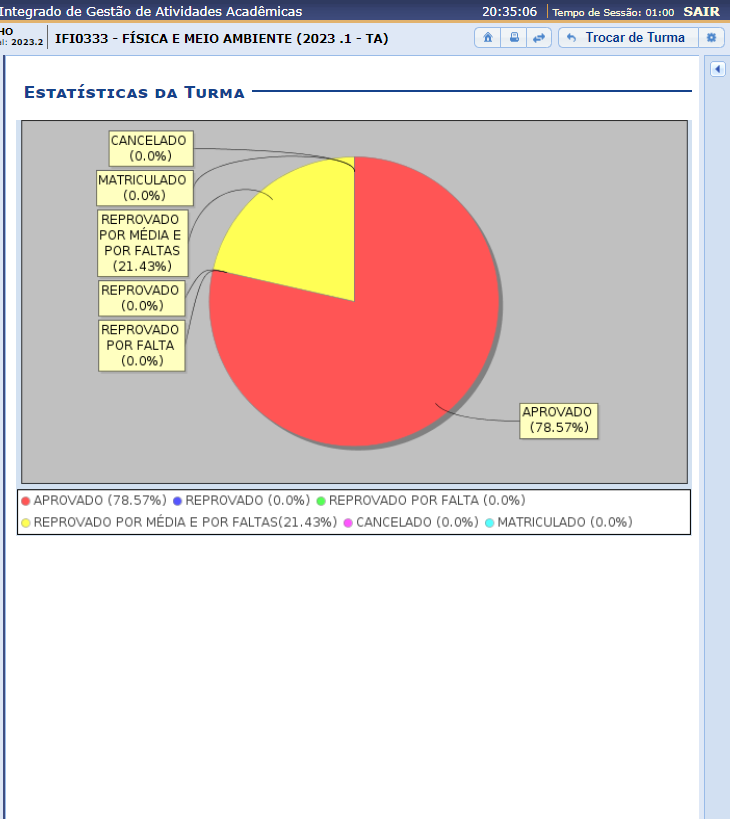 Integrado de Gestão de Atividades Acadêmicas 20:35:06 Tempo de Sessão: 01:00 SAIR
HO
el: 2023.2 IFI0333 - FÍSICA E MEIO AMBIENTE (2023 .1 - TA) Trocar de Turma
Estatísticas da Turma
CANCELADO
(0.0%)
MATRICULADO
(0.0%)
REPROVADO
POR MÉDIA E
POR FALTAS
(21.43%)
REPROVADO
(0.0%)
REPROVADO
POR FALTA
(0.0%)
APROVADO
(78.57%)
APROVADO (78.57%) REPROVADO (0.0%) REPROVADO POR FALTA (0.0%)
REPROVADO POR MÉDIA E POR FALTAS(21.43%) CANCELADO (0.0%) MATRICULADO (0.0%)